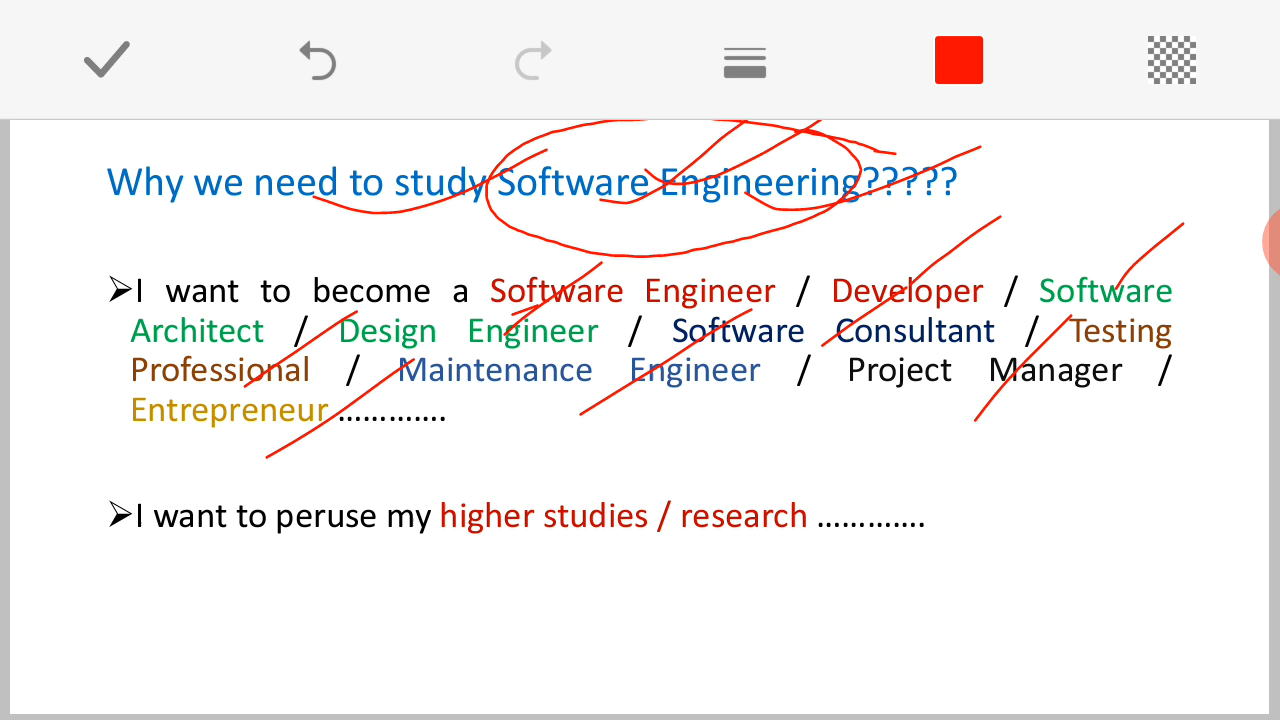 Why we need to study Software Engineering?????
➢I want to become a Software Engineer / Developer / Software
Architect / Design Engineer / Software Consultant / Testing
Professional / Maintenance Engineer / Project Manager /
Entrepreneur .............
➢I want to peruse my higher studies / research .............